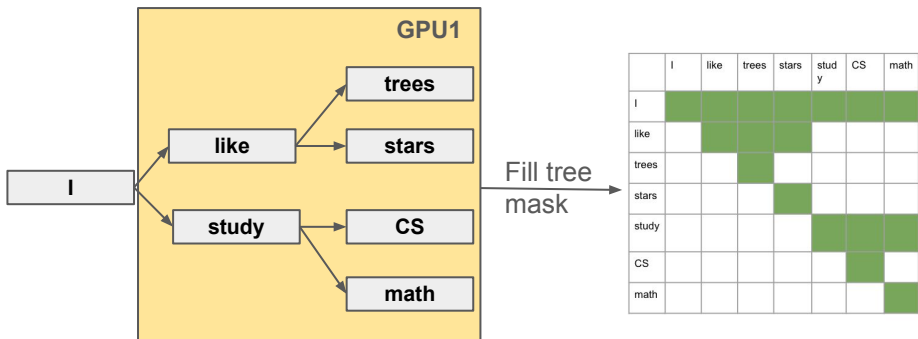 GPU1
trees
like
stars
I
study
CS
math
Fill tree
mask
I like trees stars stud CS math
y
I
like
trees
stars
study
CS
math